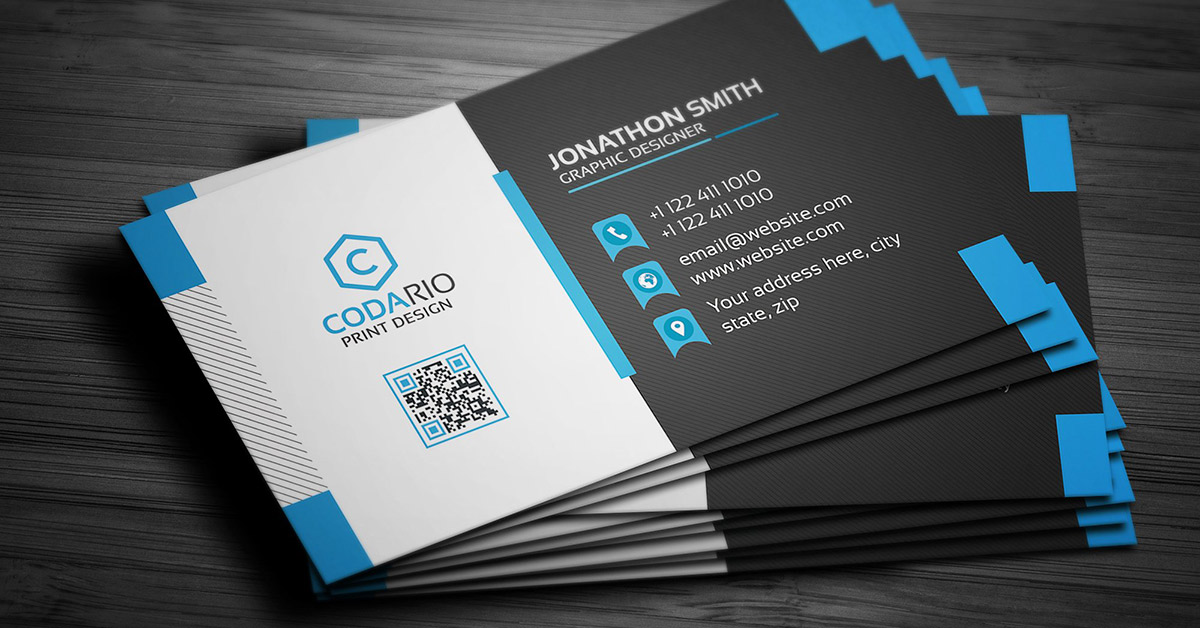 C
CODARIO
PRINT DESIGN
JONATHON SMITH
GRAPHIC DESIGNER
+1 122 411 1010
+1 122 411 1010
email@website.com
www.website.com
Your address here, city
state, zip